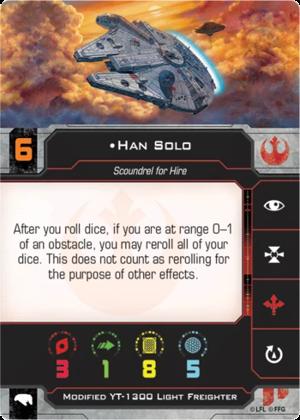 6
•Han Solo
Scoundrel for Hire
After you roll dice, if you are at range 0–1
of an obstacle, you may reroll all of your
dice. This does not count as rerolling for
the purpose of other effects.
3 1 8 5
Modified YT-1300 Light Freighter
©LFL ©FFG